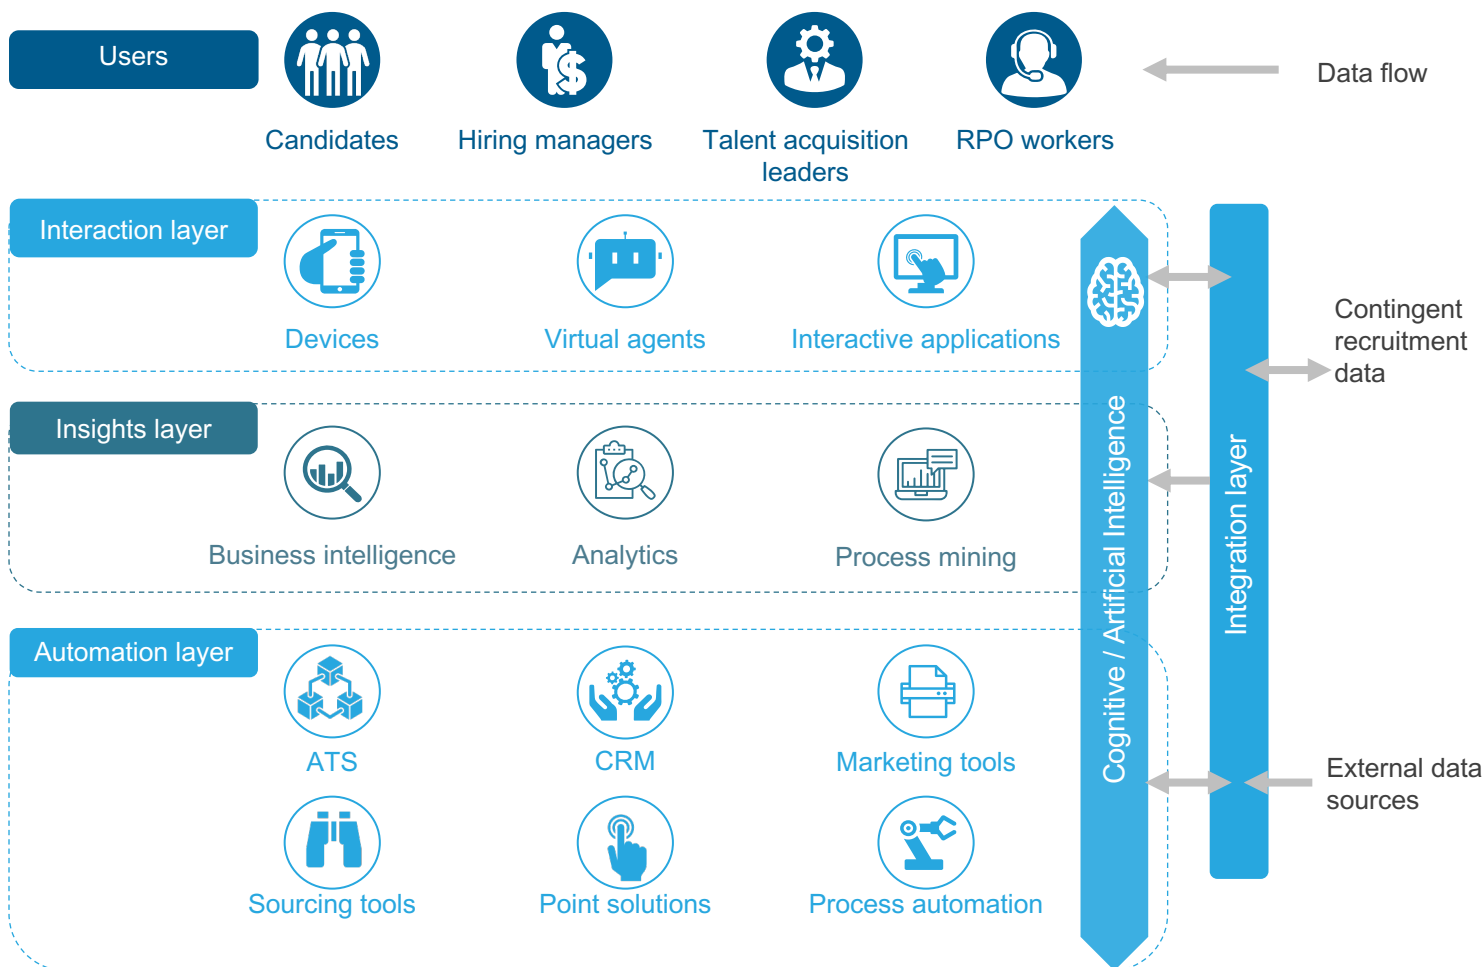 Users
Candidates
Hiring managers
Talent acquisition
leaders
RPO workers
Data flow
Interaction layer
Devices
Virtual agents
Interactive applications
Contingent
recruitment
data
Insights layer
Business intelligence
Analytics
Process mining
Cognitive / Artificial Intelligence
Integration layer
Automation layer
ATS
CRM
Marketing tools
External data
sources
Sourcing tools
Point solutions
Process automation